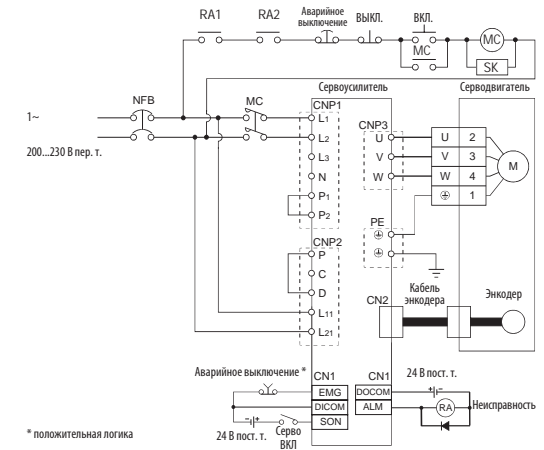 RA1 RA2 Аварийное выключение ВЫКЛ. ВКЛ.
MC
MC
SK
Сервоусилитель Серводвигатель
NFB MC CNP1
1~
200...230 В пер. т.
L1
L2
L3
N
P1
P2
CNP3
U
V
W
U 2
V 3
W 4
1
M
PE
CNP2
P
C
D
L11
L21
CN2
Кабель энкодера
Энкодер
Аварийное выключение *
CN1 CN1
24 В пост. т.
EMG DOCOM
DICOM ALM
SON
RA
Неисправность
- +
+ -
24 В пост. т.
Серво ВКЛ
* положительная логика